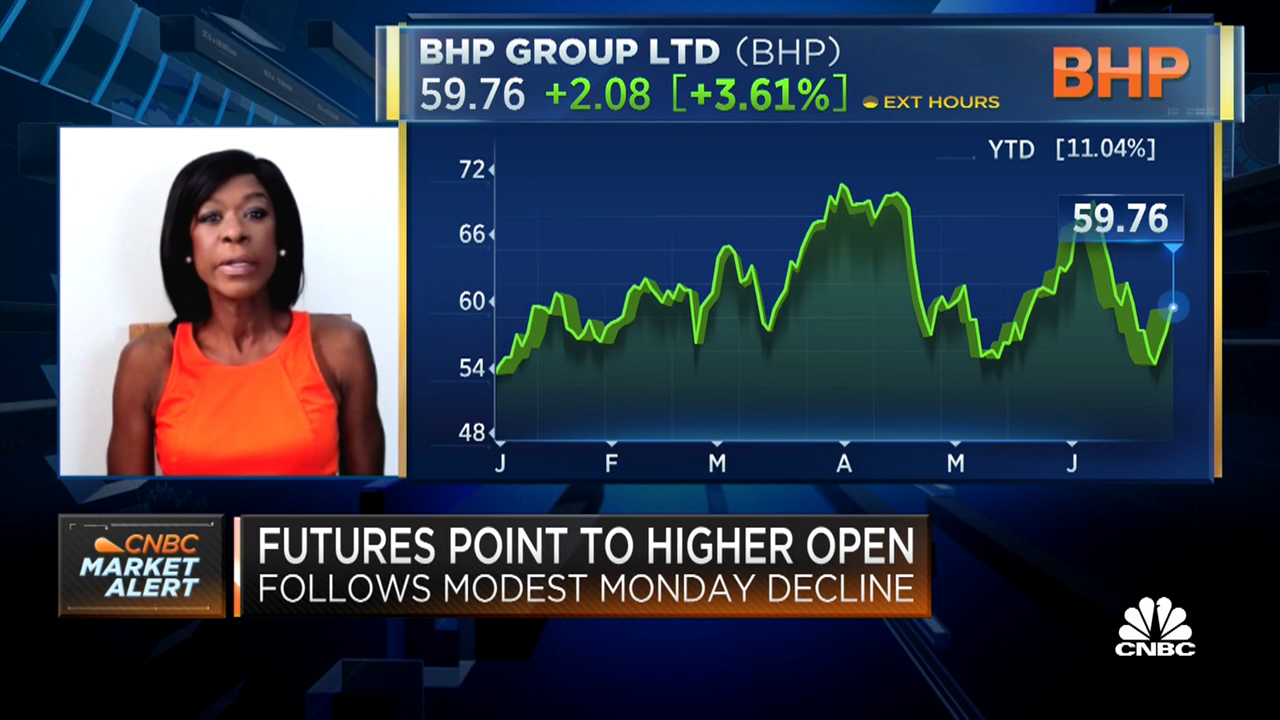 BHP GROUP LTD (BHP)
59.76 +2.08 [+3.61%] EXT HOURS
BHP
YTD [11.04%]
72
66
60
54
48
59.76
J F M A M J
CNBC
MARKET
ALERT
FUTURES POINT TO HIGHER OPEN
FOLLOWS MODEST MONDAY DECLINE
CNBC